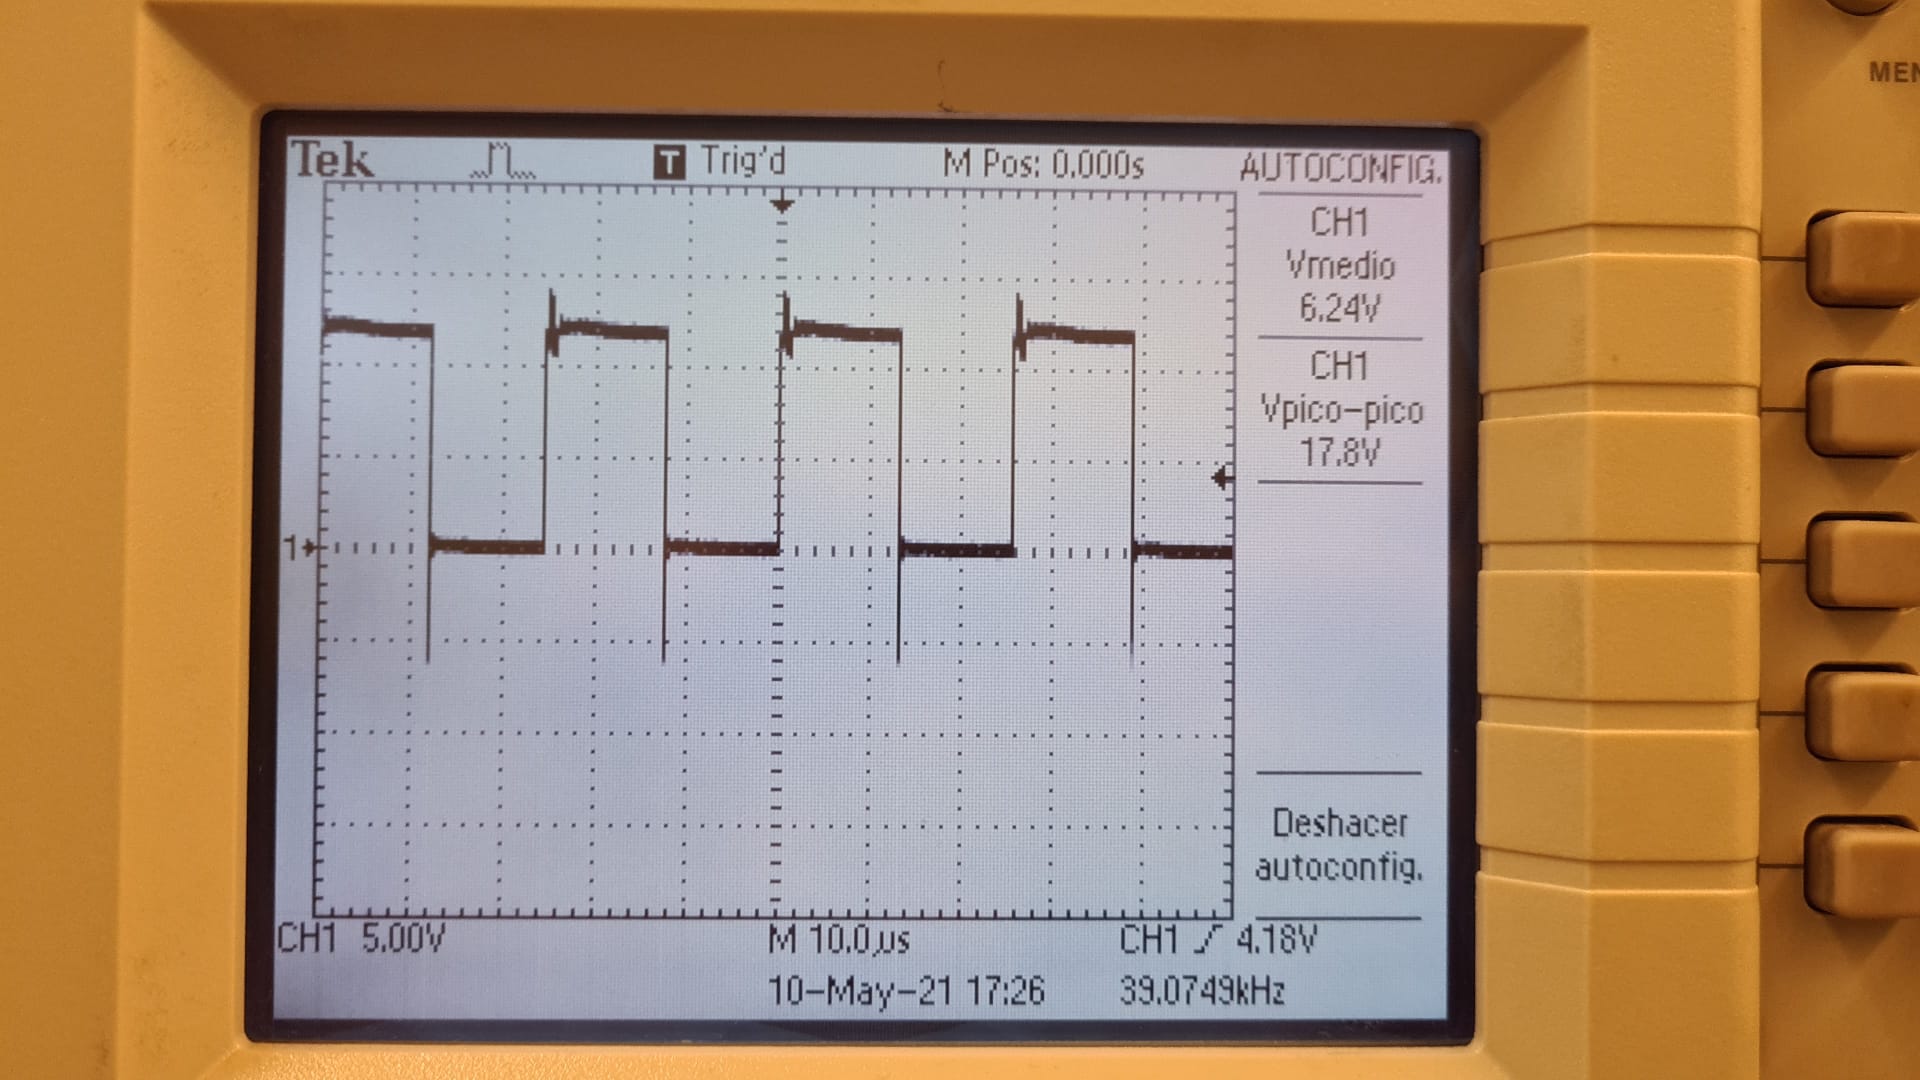 Tek T Trig'd M Pos: 0.000s AUTOCONFIG.
CH1
Vmedio
6.24V
CH1
Vpico-pico
17.8V
1
Deshacer
autoconfig.
CH1 5.00V M 10.0µs CH1 4.18V
10-May-21 17:26 39.0749kHz